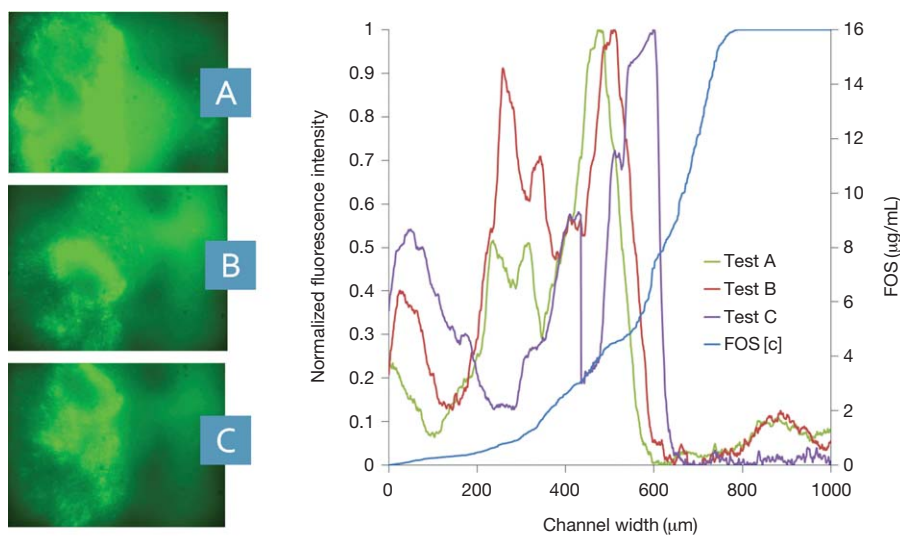 A
B
C
Normalized fluorescence intensity
1
0.9
0.8
0.7
0.6
0.5
0.4
0.3
0.2
0.1
0
0
200
400
600
800
1000
Channel width (μm)
16
14
12
10
8
6
4
2
0
FOS (μg/mL)
Test A
Test B
Test C
FOS [c]